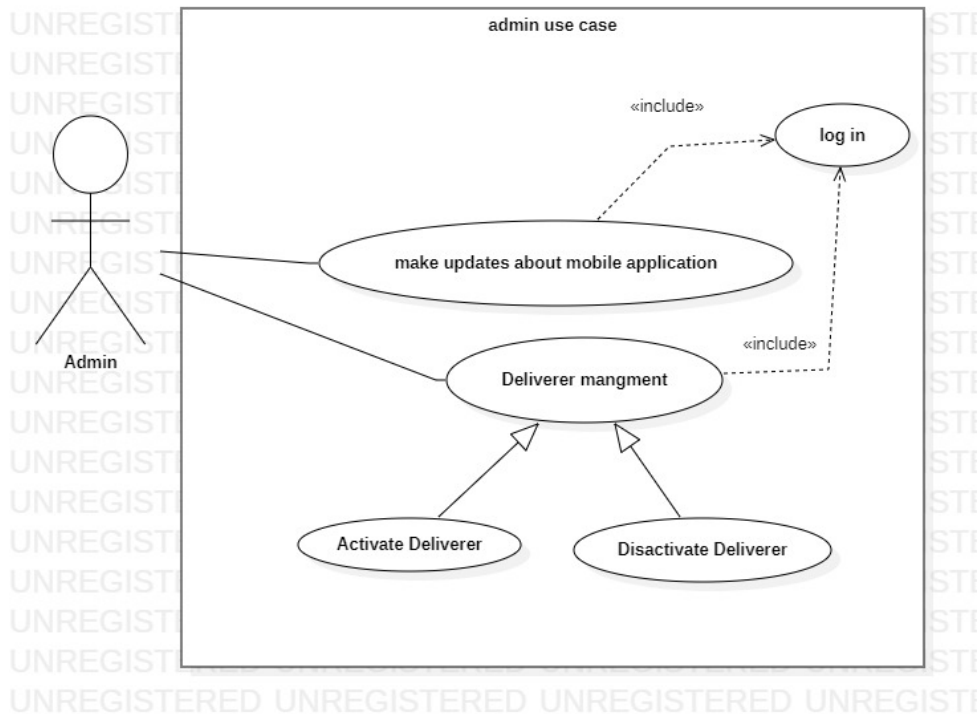 admin use case
«include»
log in
make updates about mobile application
«include»
Admin
Deliverer mangment
Activate Deliverer
Disactivate Deliverer
UNREGISTERED UNREGISTERED UNREGISTERED UNREGISTE